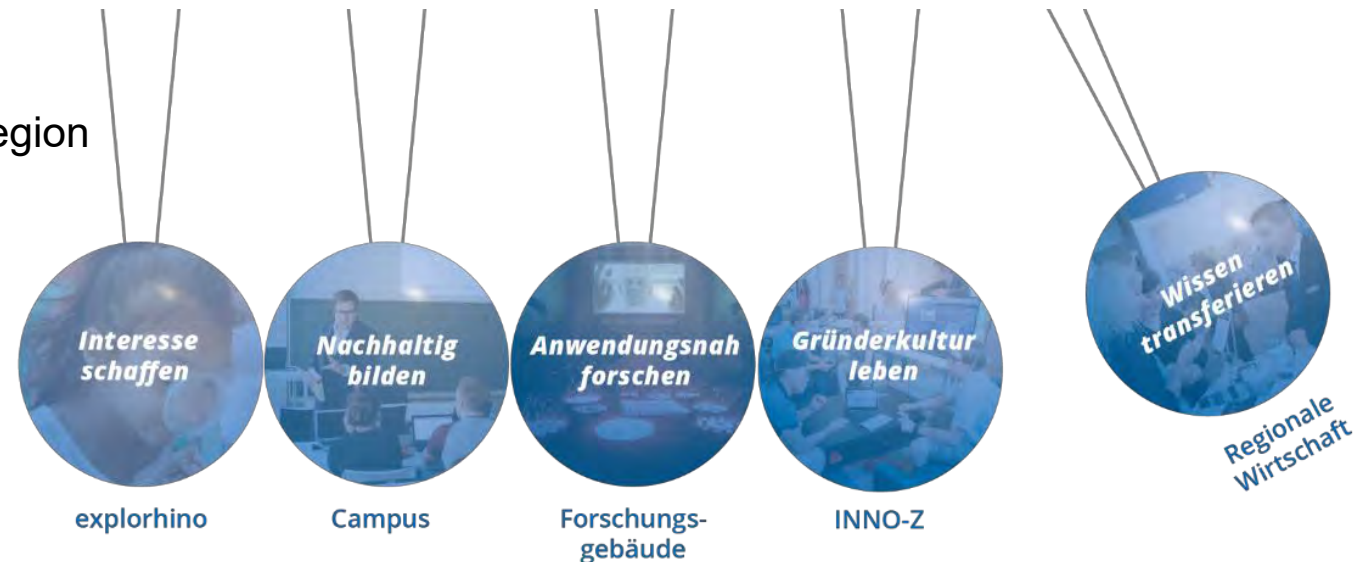 egion
Interesse
schaffen
Nachhaltig
bilden
Anwendungsnah
forschen
Gründerkultur
leben
Wissen
transferieren
explorhino
Campus
Forschungs-
gebäude
INNO-Z
Regionale
Wirtschaft